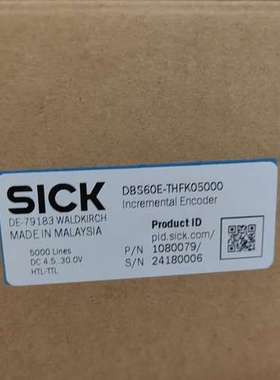 SICK
DE-79183 WALDKIRCH
MADE IN MALAYSIA
5000 Lines
DC 4.5..30.0V
HTL-TTL
DBS60E-THFK05000
Incremental Encoder
Product ID
pid.sick.com/
P/N 1080079/
S/N 24180006